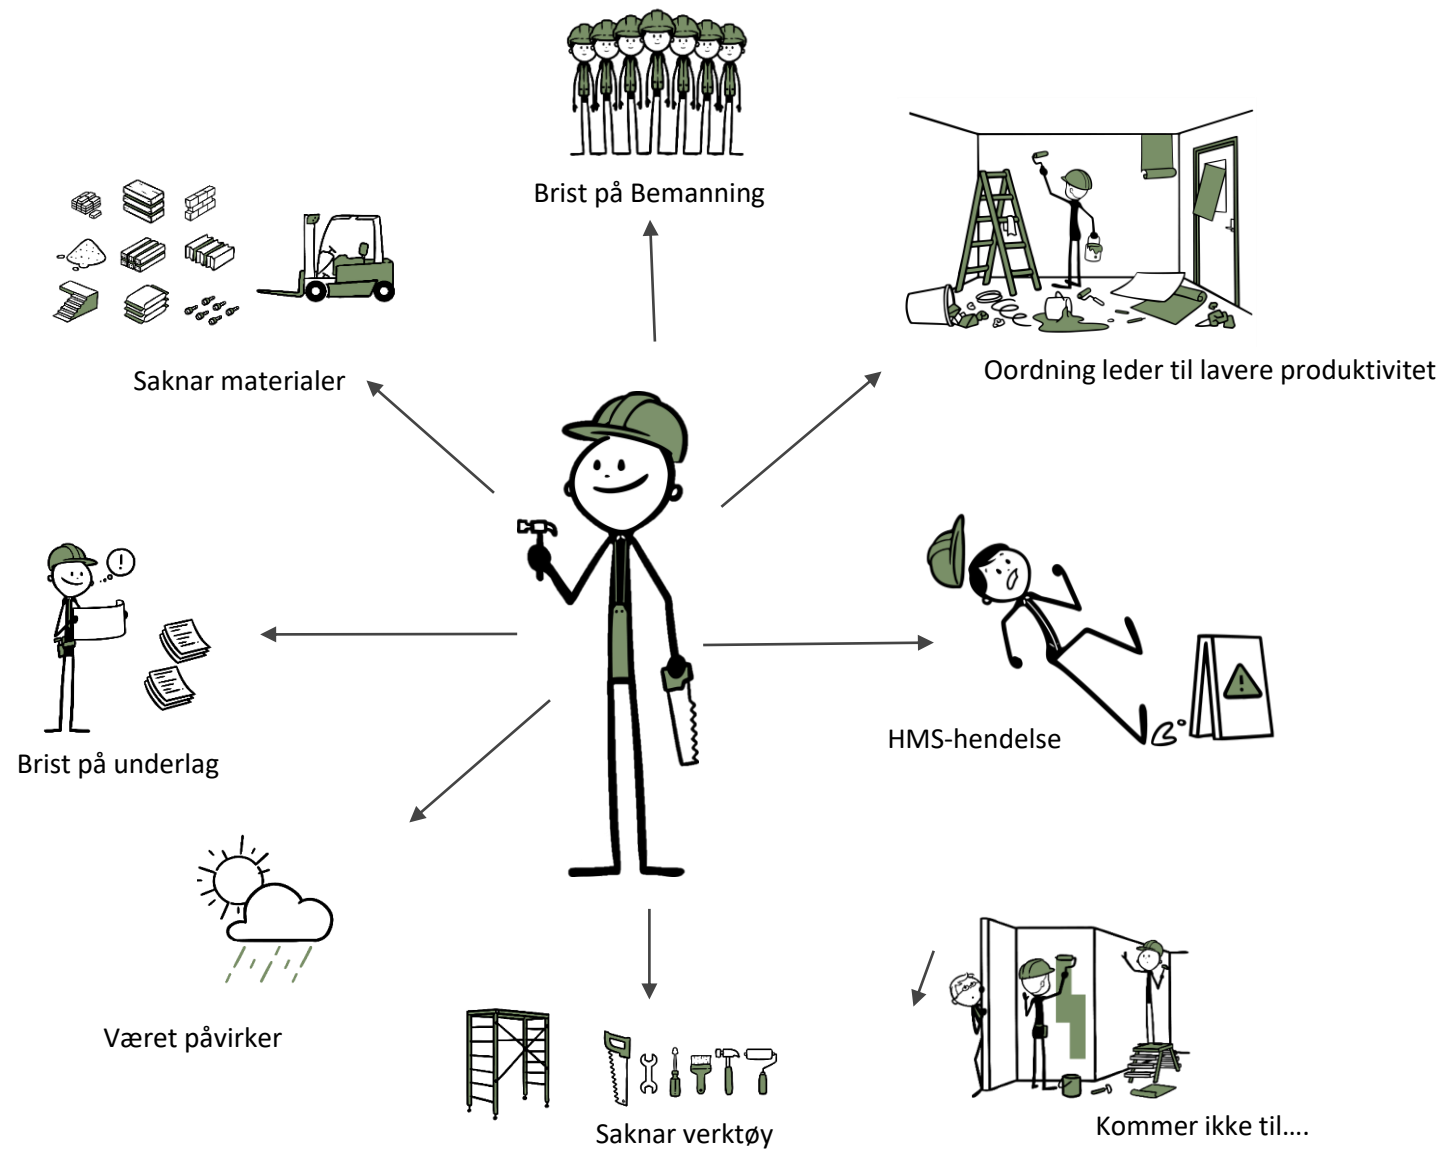 Brist på Bemanning
Oordning leder til lavere produktivitet
Saknar materialer
!
HMS-hendelse
!
Brist på underlag
Været påvirker
Saknar verktøy
Kommer ikke til....